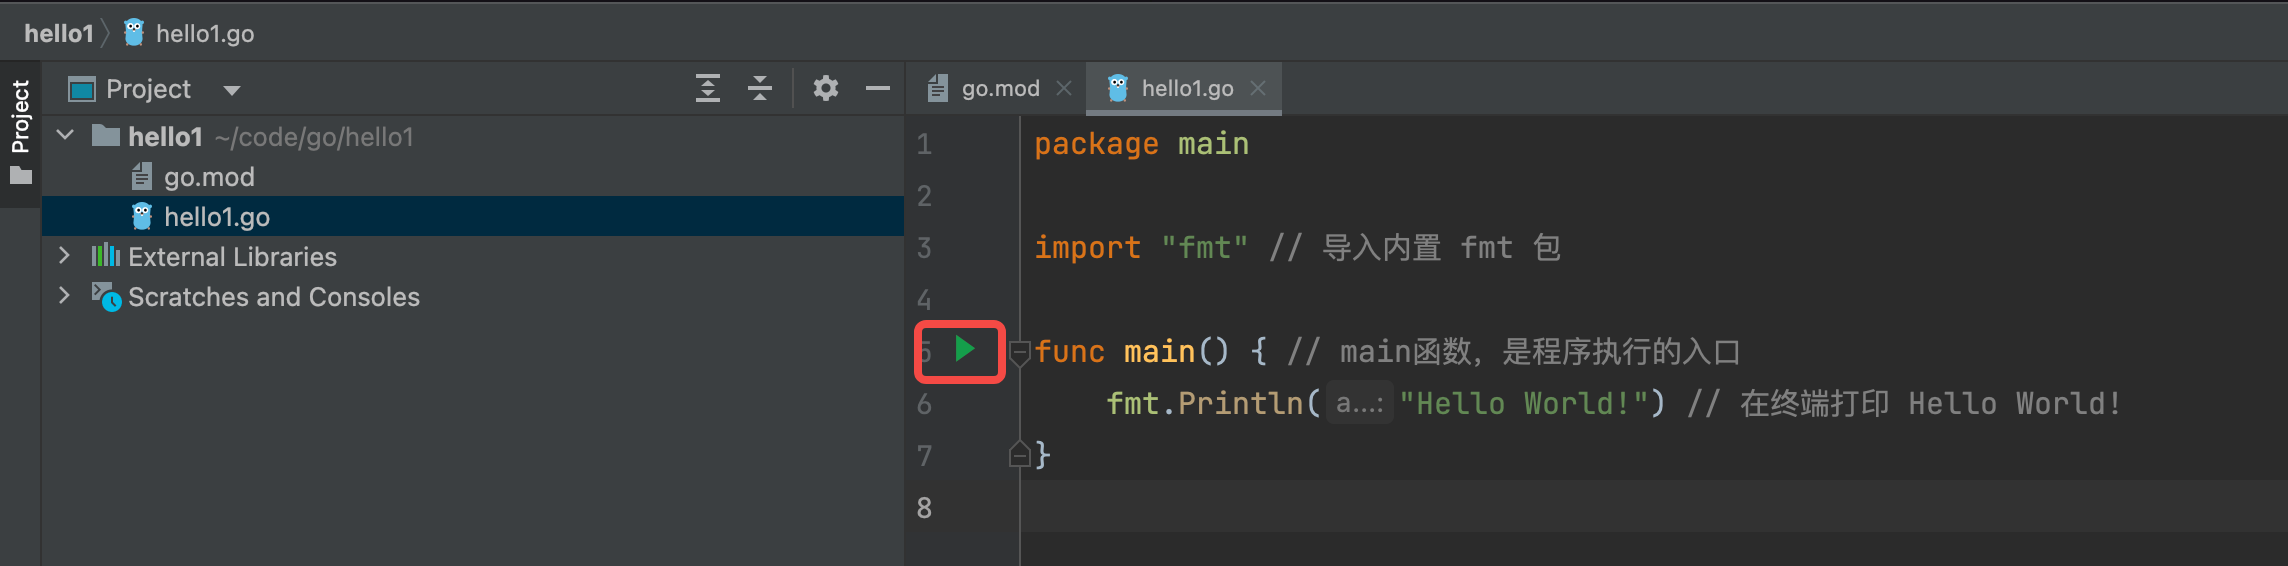 hello1 hello1.go
Project
Project
hello1 ~/code/go/hello1
go.mod
hello1.go
External Libraries
Scratches and Consoles
go.mod
hello1.go
1 package main
2
3 import "fmt" // 导入内置 fmt 包
4
5 func main() { // main函数，是程序执行的入口
6 fmt.Println( a...: "Hello World!") // 在终端打印 Hello World!
7 }
8